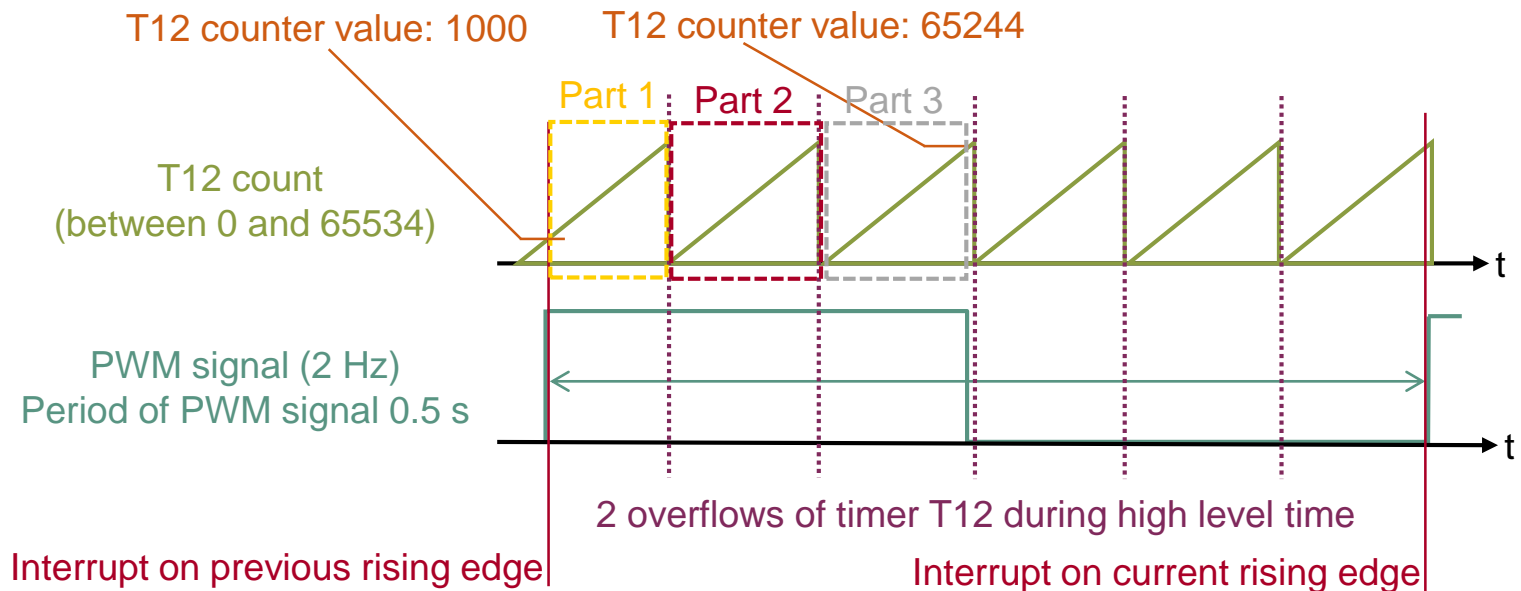 T12 counter value: 1000
T12 counter value: 65244
Part 1
Part 2
Part 3
T12 count
(between 0 and 65534)
t
PWM signal (2 Hz)
Period of PWM signal 0.5 s
t
2 overflows of timer T12 during high level time
Interrupt on previous rising edge
Interrupt on current rising edge